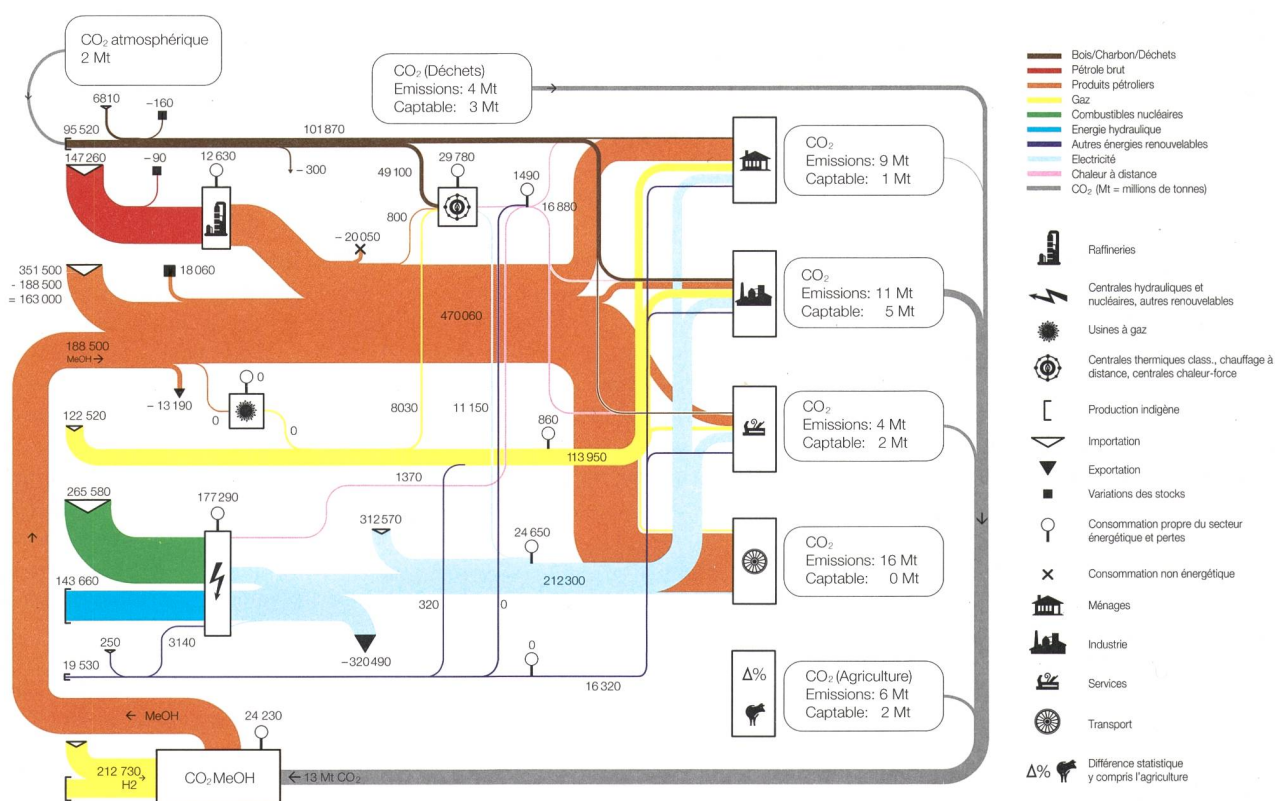 CO₂ atmosphérique
2 Mt
CO₂ (Déchets)
Emissions: 4 Mt
Captable: 3 Mt
6810
−160
95 520
101 870
147 260
−90
12 630
− 300
49 100
29 780
1490
16 880
800
− 20 050
351 500
- 188 500
= 163 000
18 060
470 060
188 500
MeOH →
− 13 190
0
0
0
8030
11 150
860
122 520
113 950
1370
265 580
177 290
312 570
24 650
212 300
143 660
320
0
250
3140
−320 490
0
19 530
16 320
← MeOH
24 230
212 730
H2
CO₂ MeOH
← 13 Mt CO₂
CO₂
Emissions: 9 Mt
Captable: 1 Mt
CO₂
Emissions: 11 Mt
Captable: 5 Mt
CO₂
Emissions: 4 Mt
Captable: 2 Mt
CO₂
Emissions: 16 Mt
Captable: 0 Mt
Δ%
CO₂ (Agriculture)
Emissions: 6 Mt
Captable: 2 Mt
Bois/Charbon/Déchets
Pétrole brut
Produits pétroliers
Gaz
Combustibles nucléaires
Energie hydraulique
Autres énergies renouvelables
Electricité
Chaleur à distance
CO₂ (Mt = millions de tonnes)
Raffineries
Centrales hydrauliques et
nucléaires, autres renouvelables
Usines à gaz
Centrales thermiques class., chauffage à
distance, centrales chaleur-force
Production indigène
Importation
Exportation
Variations des stocks
Consommation propre du secteur
énergétique et pertes
Consommation non énergétique
Ménages
Industrie
Services
Transport
Δ%
Différence statistique
y compris l'agriculture